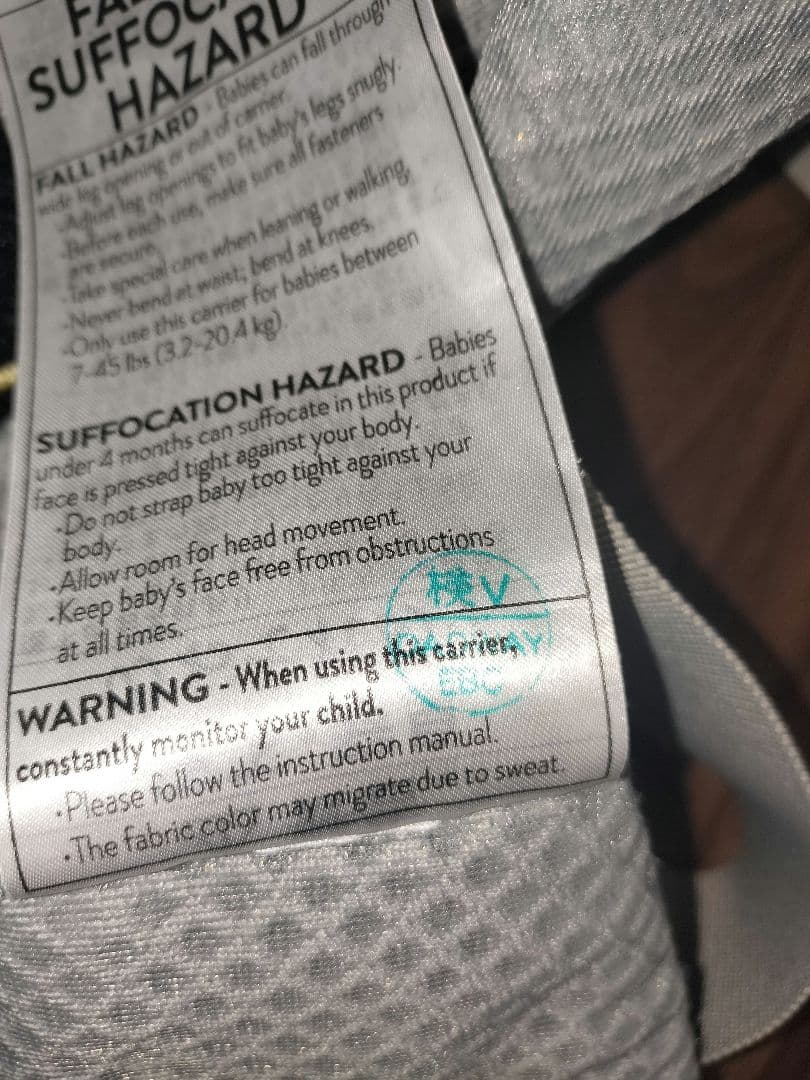 FA
SUFFOC
HAZARD
FALL HAZARD - Babies can fall through
wide leg opening or out of carrier.
-Adjust leg openings to fit baby's legs snugly.
-Before each use, make sure all fasteners
are secure.
-Take special care when leaning or walking.
-Never bend at waist; bend at knees.
-Only use this carrier for babies between
7-45 lbs (3.2-20.4 kg).
SUFFOCATION HAZARD - Babies
under 4 months can suffocate in this product if
face is pressed tight against your body.
-Do not strap baby too tight against your
body.
-Allow room for head movement.
-Keep baby's face free from obstructions
at all times.
検 V
WARNING - When using this carrier,
constantly monitor your child.
-Please follow the instruction manual.
-The fabric color may migrate due to sweat.